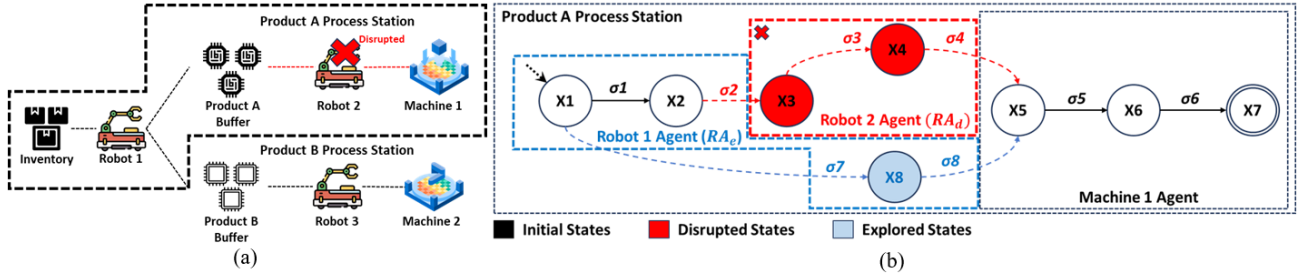 Product A Process Station
Disrupted
Product A
Buffer
Robot 2
Machine 1
Inventory
Robot 1
Product B Process Station
Product B
Buffer
Robot 3
Machine 2
(a)
Product A Process Station
X1
σ1
X2
σ2
X3
σ3
X4
σ4
Robot 1 Agent (RAₑ)
Robot 2 Agent (RA_d)
X5
σ5
X6
σ6
X7
σ7
X8
σ8
Machine 1 Agent
Initial States
Disrupted States
Explored States
(b)